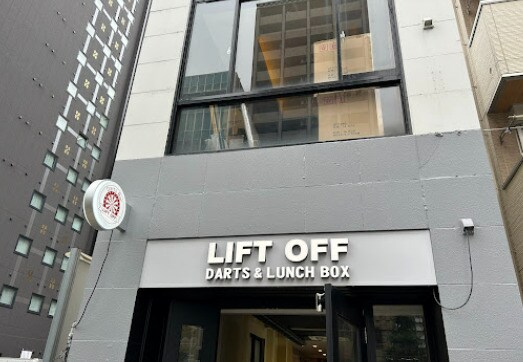 LIFT OFF
DARTS & LUNCH BOX